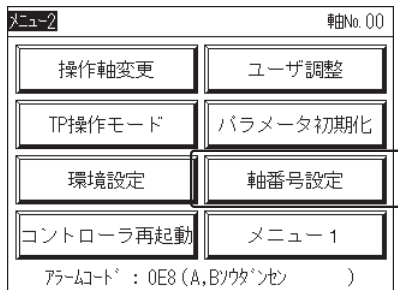 メニュー2 軸No. 00
操作軸変更 ユーザ調整
TP操作モード パラメータ初期化
環境設定 軸番号設定
コントローラ再起動 メニュー1
アラームコード : 0E8 (A,Bソウダンセン )